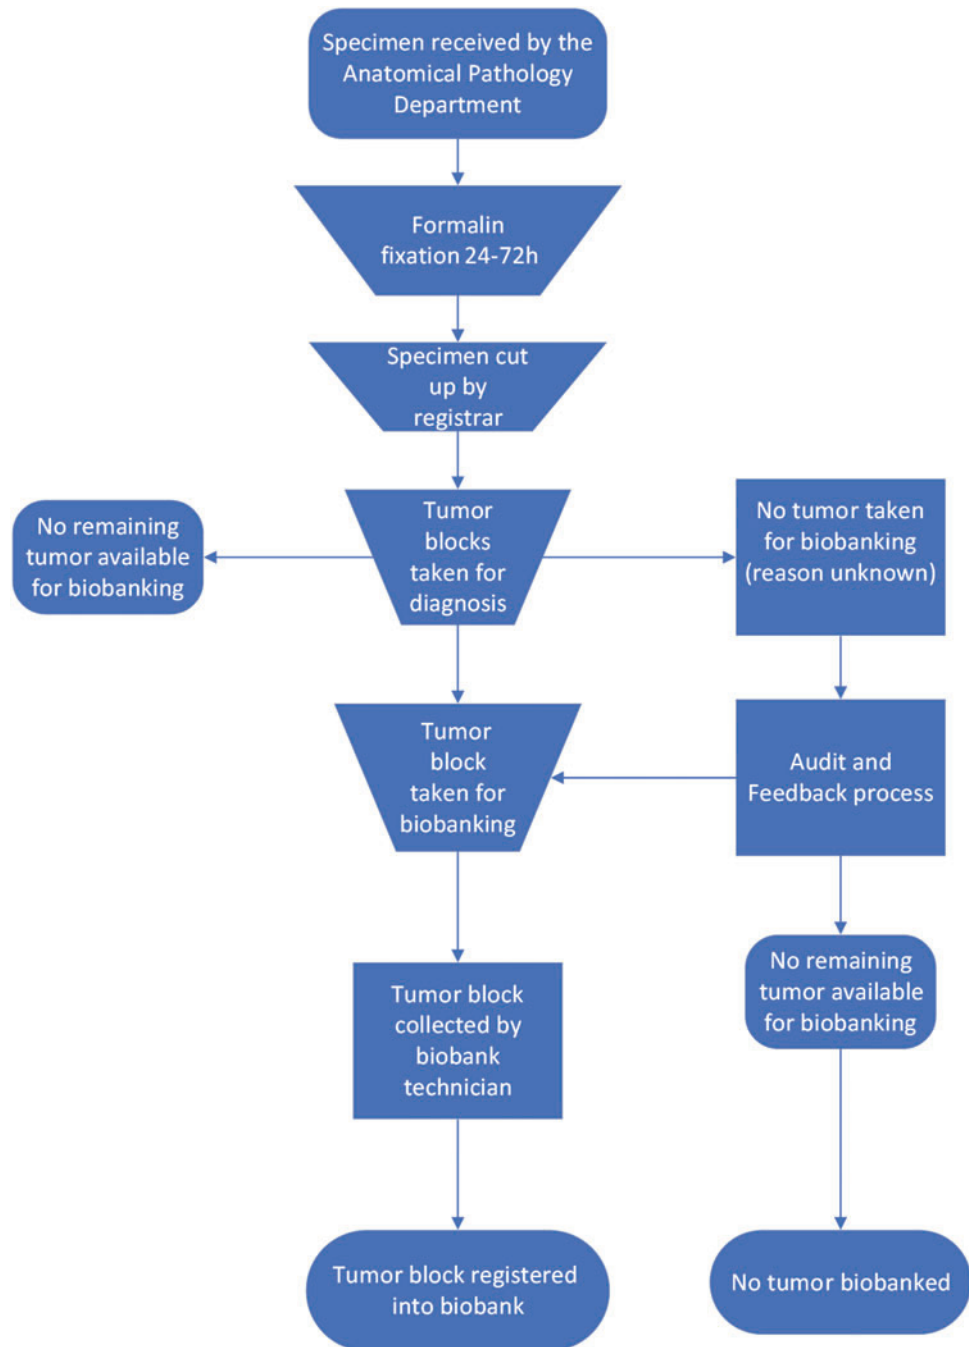 Specimen received by the
Anatomical Pathology
Department
Formalin
fixation 24-72h
Specimen cut
up by
registrar
Tumor
blocks
taken for
diagnosis
No remaining
tumor available
for biobanking
No tumor taken
for biobanking
(reason unknown)
Tumor
block
taken for
biobanking
Audit and
Feedback process
Tumor block
collected by
biobank
technician
No remaining
tumor available
for biobanking
Tumor block registered
into biobank
No tumor biobanked